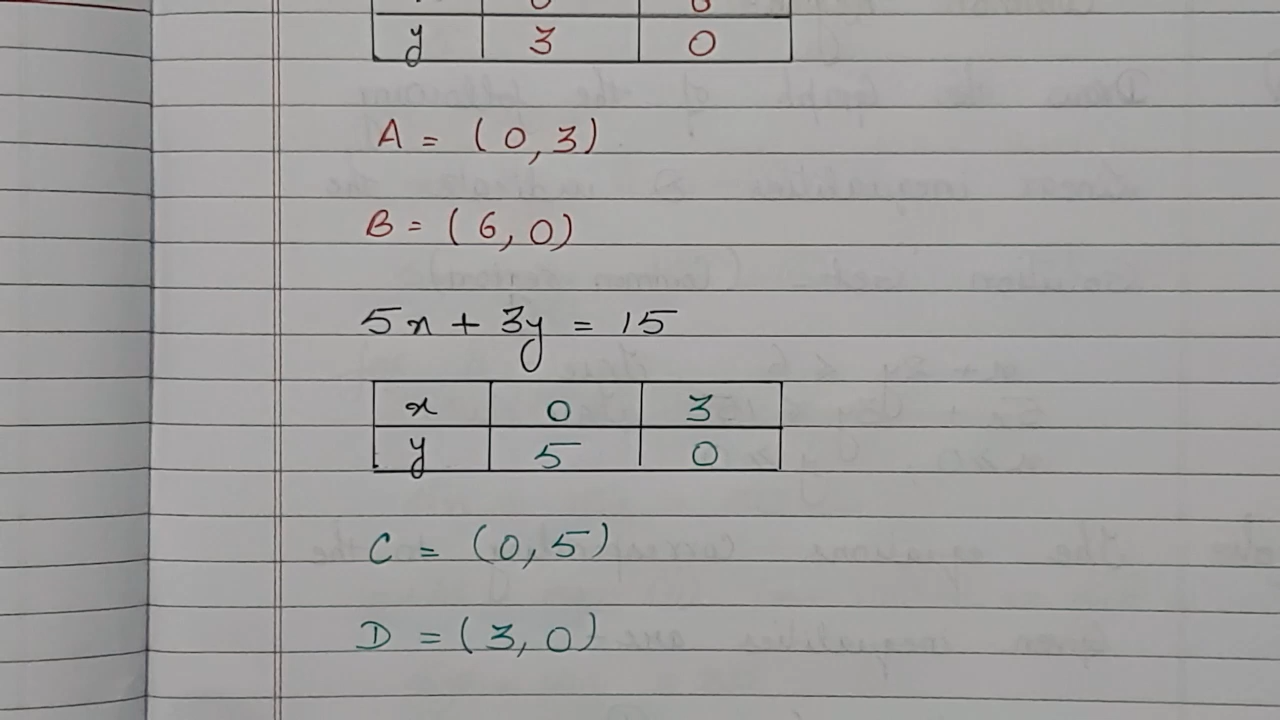 y 3 0
A = (0,3)
B = (6,0)
5x + 3y = 15
x 0 3
y 5 0
C = (0,5)
D = (3,0)